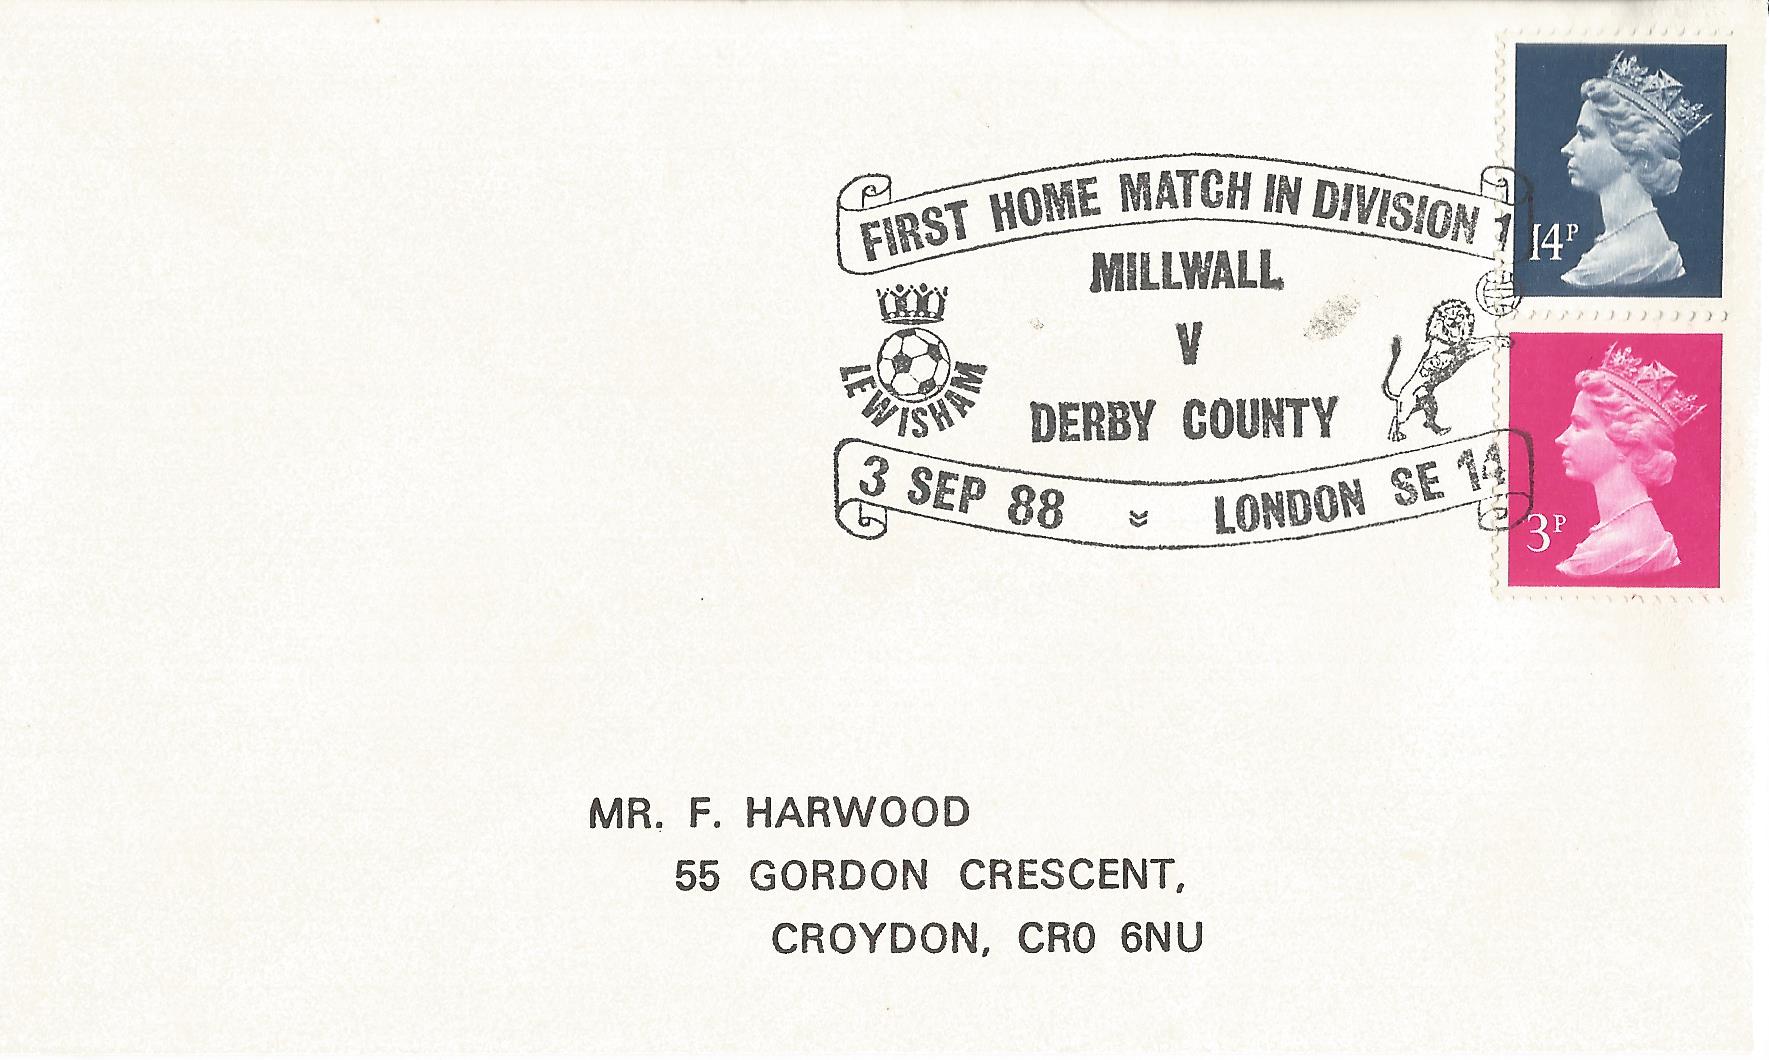 FIRST HOME MATCH IN DIVISION 1
MILLWALL
V
DERBY COUNTY
LEWISHAM
3 SEP 88 LONDON SE 14
14P
3P
MR. F. HARWOOD
55 GORDON CRESCENT,
CROYDON, CR0 6NU